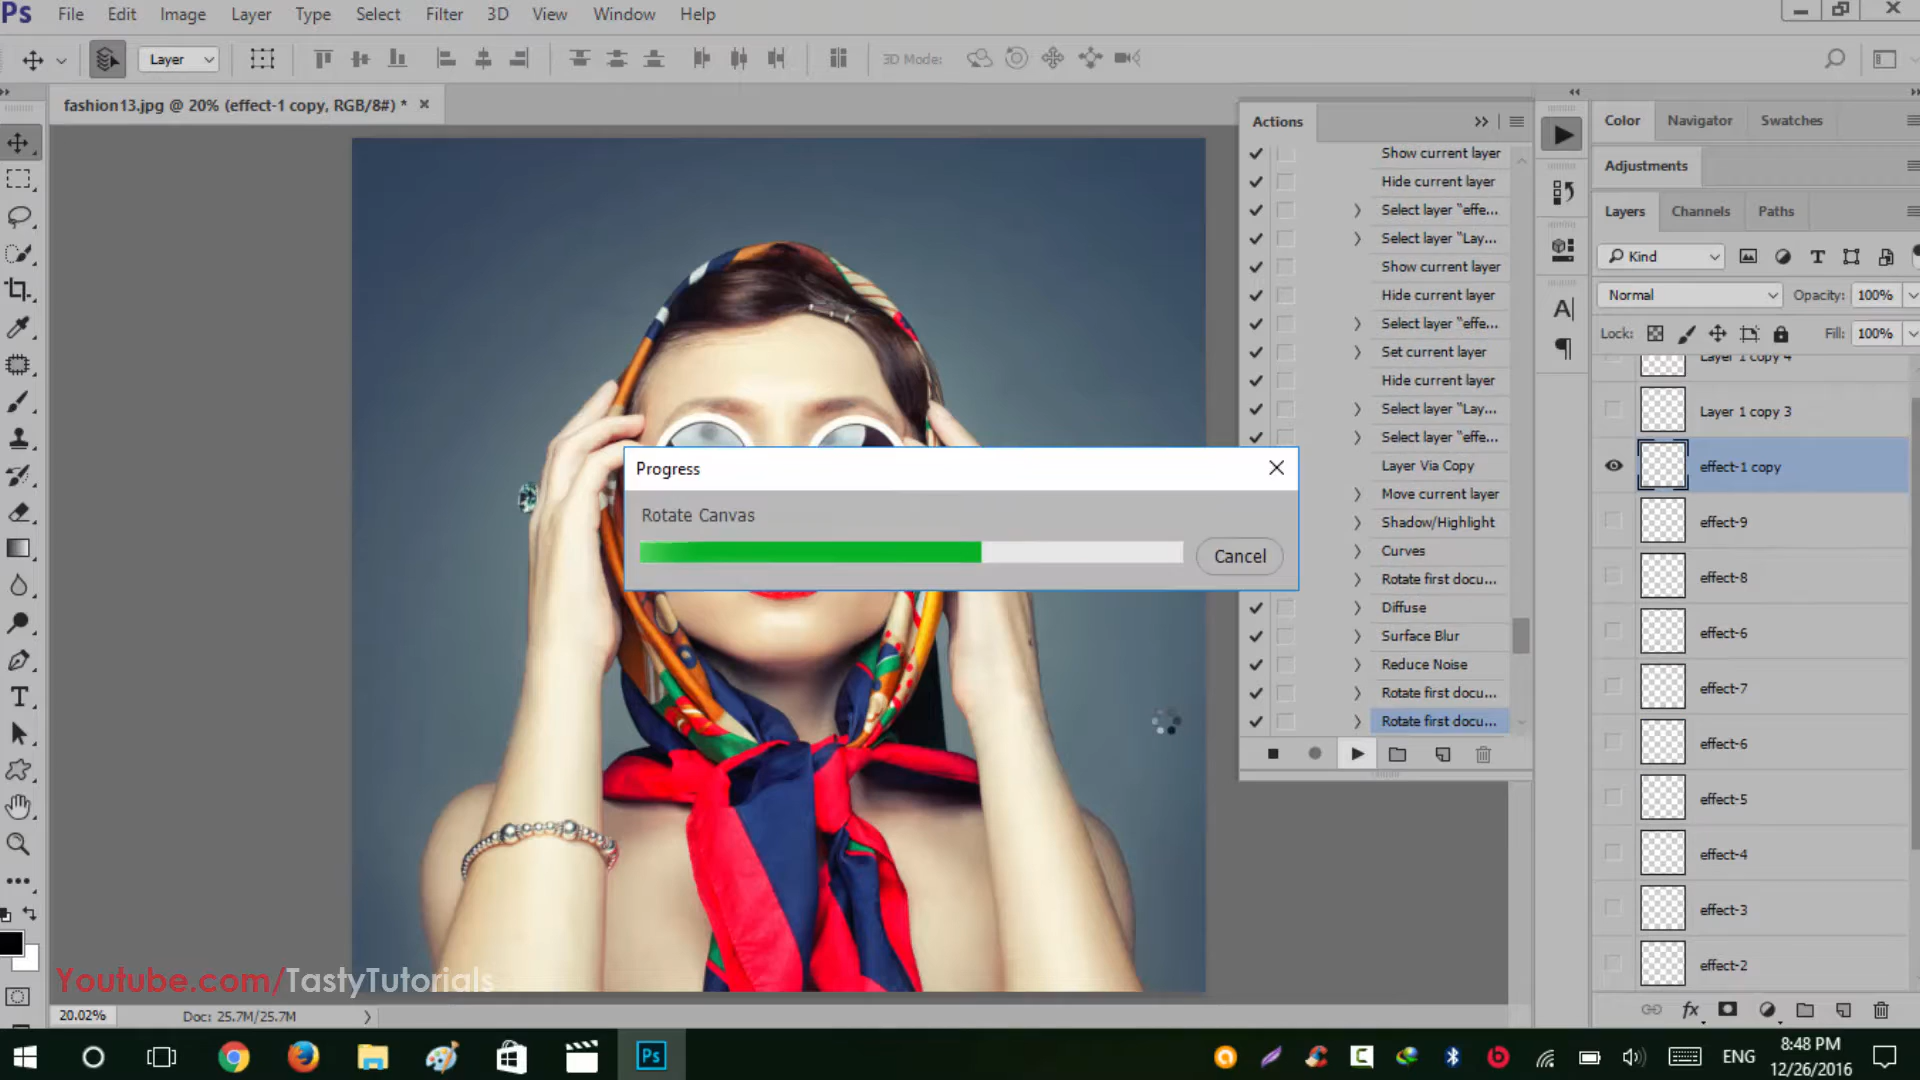 Ps File Edit Image Layer Type Select Filter 3D View Window Help
Layer 3D Mode:
fashion13.jpg @ 20% (effect-1 copy, RGB/8#) *
Actions
Show current layer
Hide current layer
Select layer "effe...
Select layer "Lay...
Show current layer
Hide current layer
Select layer "effe...
Set current layer
Hide current layer
Select layer "Lay...
Select layer "effe...
Layer Via Copy
Move current layer
Shadow/Highlight
Curves
Rotate first docu...
Diffuse
Surface Blur
Reduce Noise
Rotate first docu...
Rotate first docu...
Progress
Rotate Canvas
Cancel
Color Navigator Swatches
Adjustments
Layers Channels Paths
Kind
Normal Opacity: 100%
Lock: Fill: 100%
Layer 1 copy 4
Layer 1 copy 3
effect-1 copy
effect-9
effect-8
effect-6
effect-7
effect-6
effect-5
effect-4
effect-3
effect-2
Youtube.com/TastyTutorials
20.02% Doc: 25.7M/25.7M
Ps
ENG
8:48 PM
12/26/2016